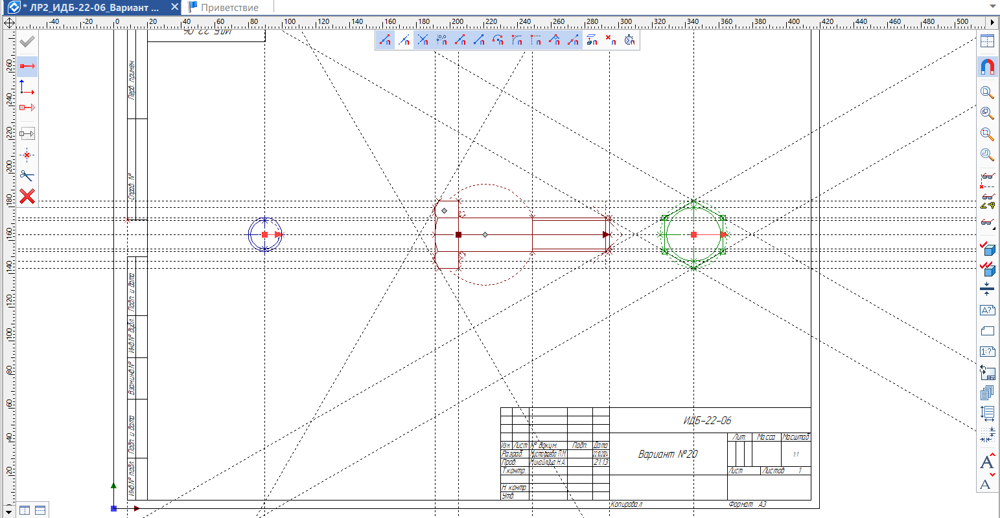 * ЛР2_ИДБ-22-06_Вариант ...
Приветствие
-40 -20 0 20 40 60 80 100 120 140 160 180 200 220 240 260 280 300 320 340 360 380 400 420 440 460 480 500
260
240
220
200
180
160
140
120
100
80
60
40
20
Перв. примен.
Справ. №
Подп. и дата
Инв.№ дубл.
Взам.инв.№
Подп. и дата
Инв.№ подл.
ИДБ-22-06
Изм. Лист № докум. Подп. Дата
Разраб.
Пров. Михайлица Н.А. 21:13
Т.контр.
Н контр.
Утв.
Вариант №20
Лит. Масса Масштаб
1:1
Лист Листов 1
Копировал Формат А3